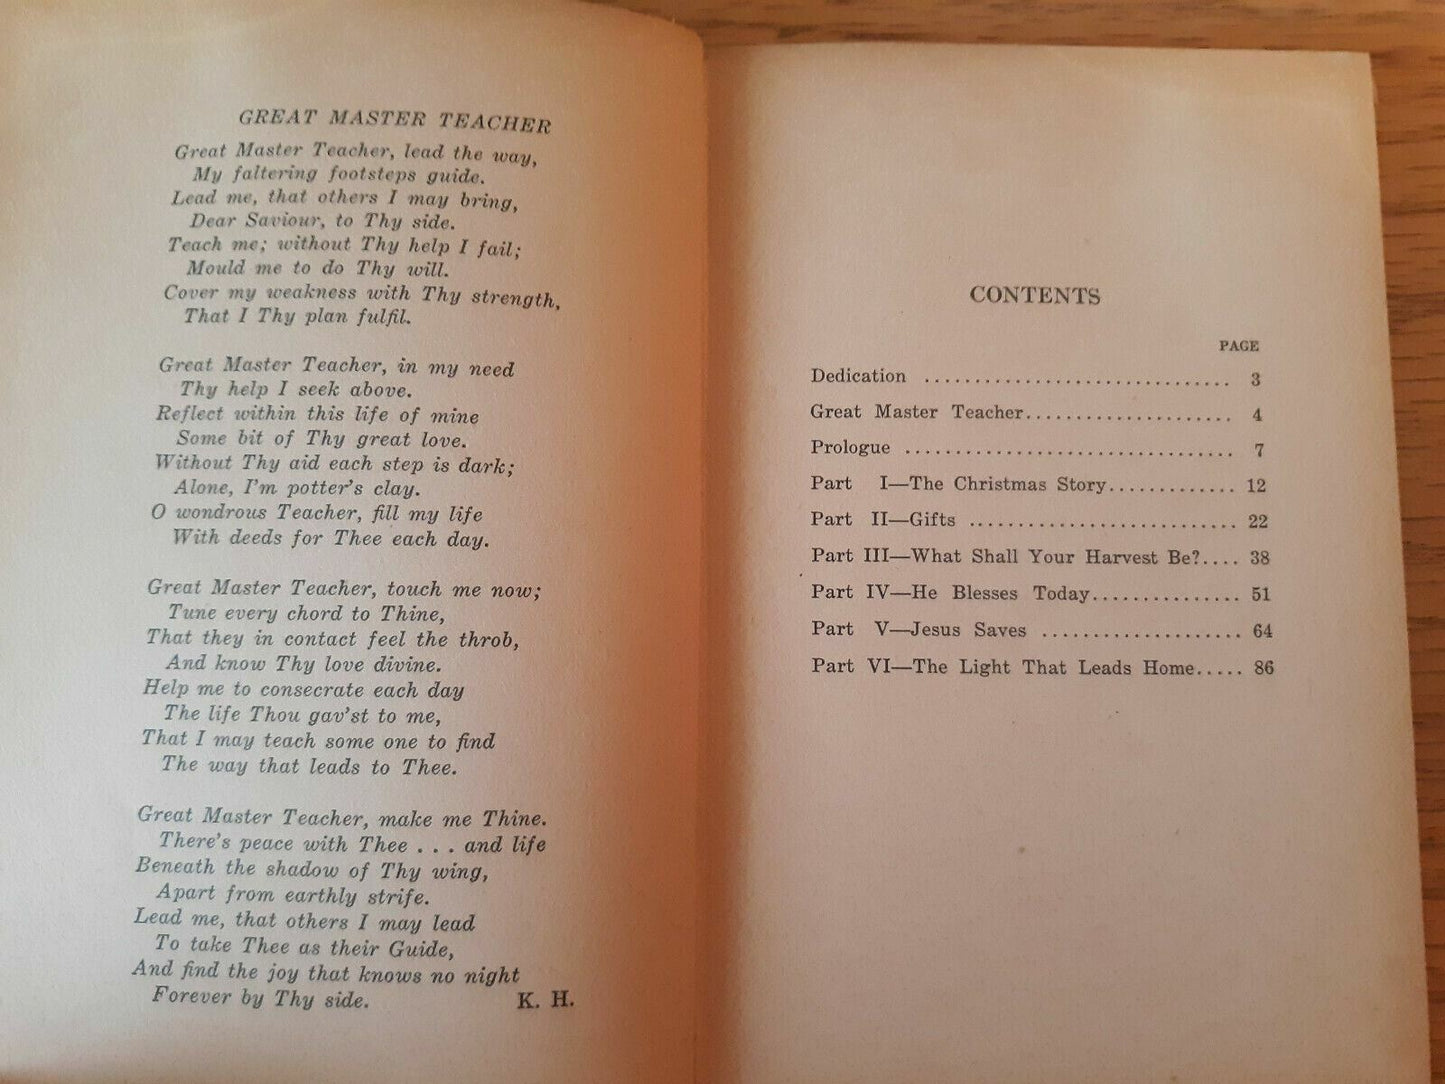 GREAT MASTER TEACHER
Great Master Teacher, lead the way,
My faltering footsteps guide.
Lead me, that others I may bring,
Dear Saviour, to Thy side.
Teach me; without Thy help I fail;
Mould me to do Thy will.
Cover my weakness with Thy strength,
That I Thy plan fulfil.
Great Master Teacher, in my need
Thy help I seek above.
Reflect within this life of mine
Some bit of Thy great love.
Without Thy aid each step is dark;
Alone, I'm potter's clay.
O wondrous Teacher, fill my life
With deeds for Thee each day.
Great Master Teacher, touch me now;
Tune every chord to Thine,
That they in contact feel the throb,
And know Thy love divine.
Help me to consecrate each day
The life Thou gav'st to me,
That I may teach some one to find
The way that leads to Thee.
Great Master Teacher, make me Thine.
There's peace with Thee . . . and life
Beneath the shadow of Thy wing,
Apart from earthly strife.
Lead me, that others I may lead
To take Thee as their Guide,
And find the joy that knows no night
Forever by Thy side. K. H.
CONTENTS
PAGE
Dedication ............................... 3
Great Master Teacher..................... 4
Prologue ................................. 7
Part I—The Christmas Story............. 12
Part II—Gifts ........................... 22
Part III—What Shall Your Harvest Be?.... 38
Part IV—He Blesses Today............... 51
Part V—Jesus Saves .................... 64
Part VI—The Light That Leads Home..... 86